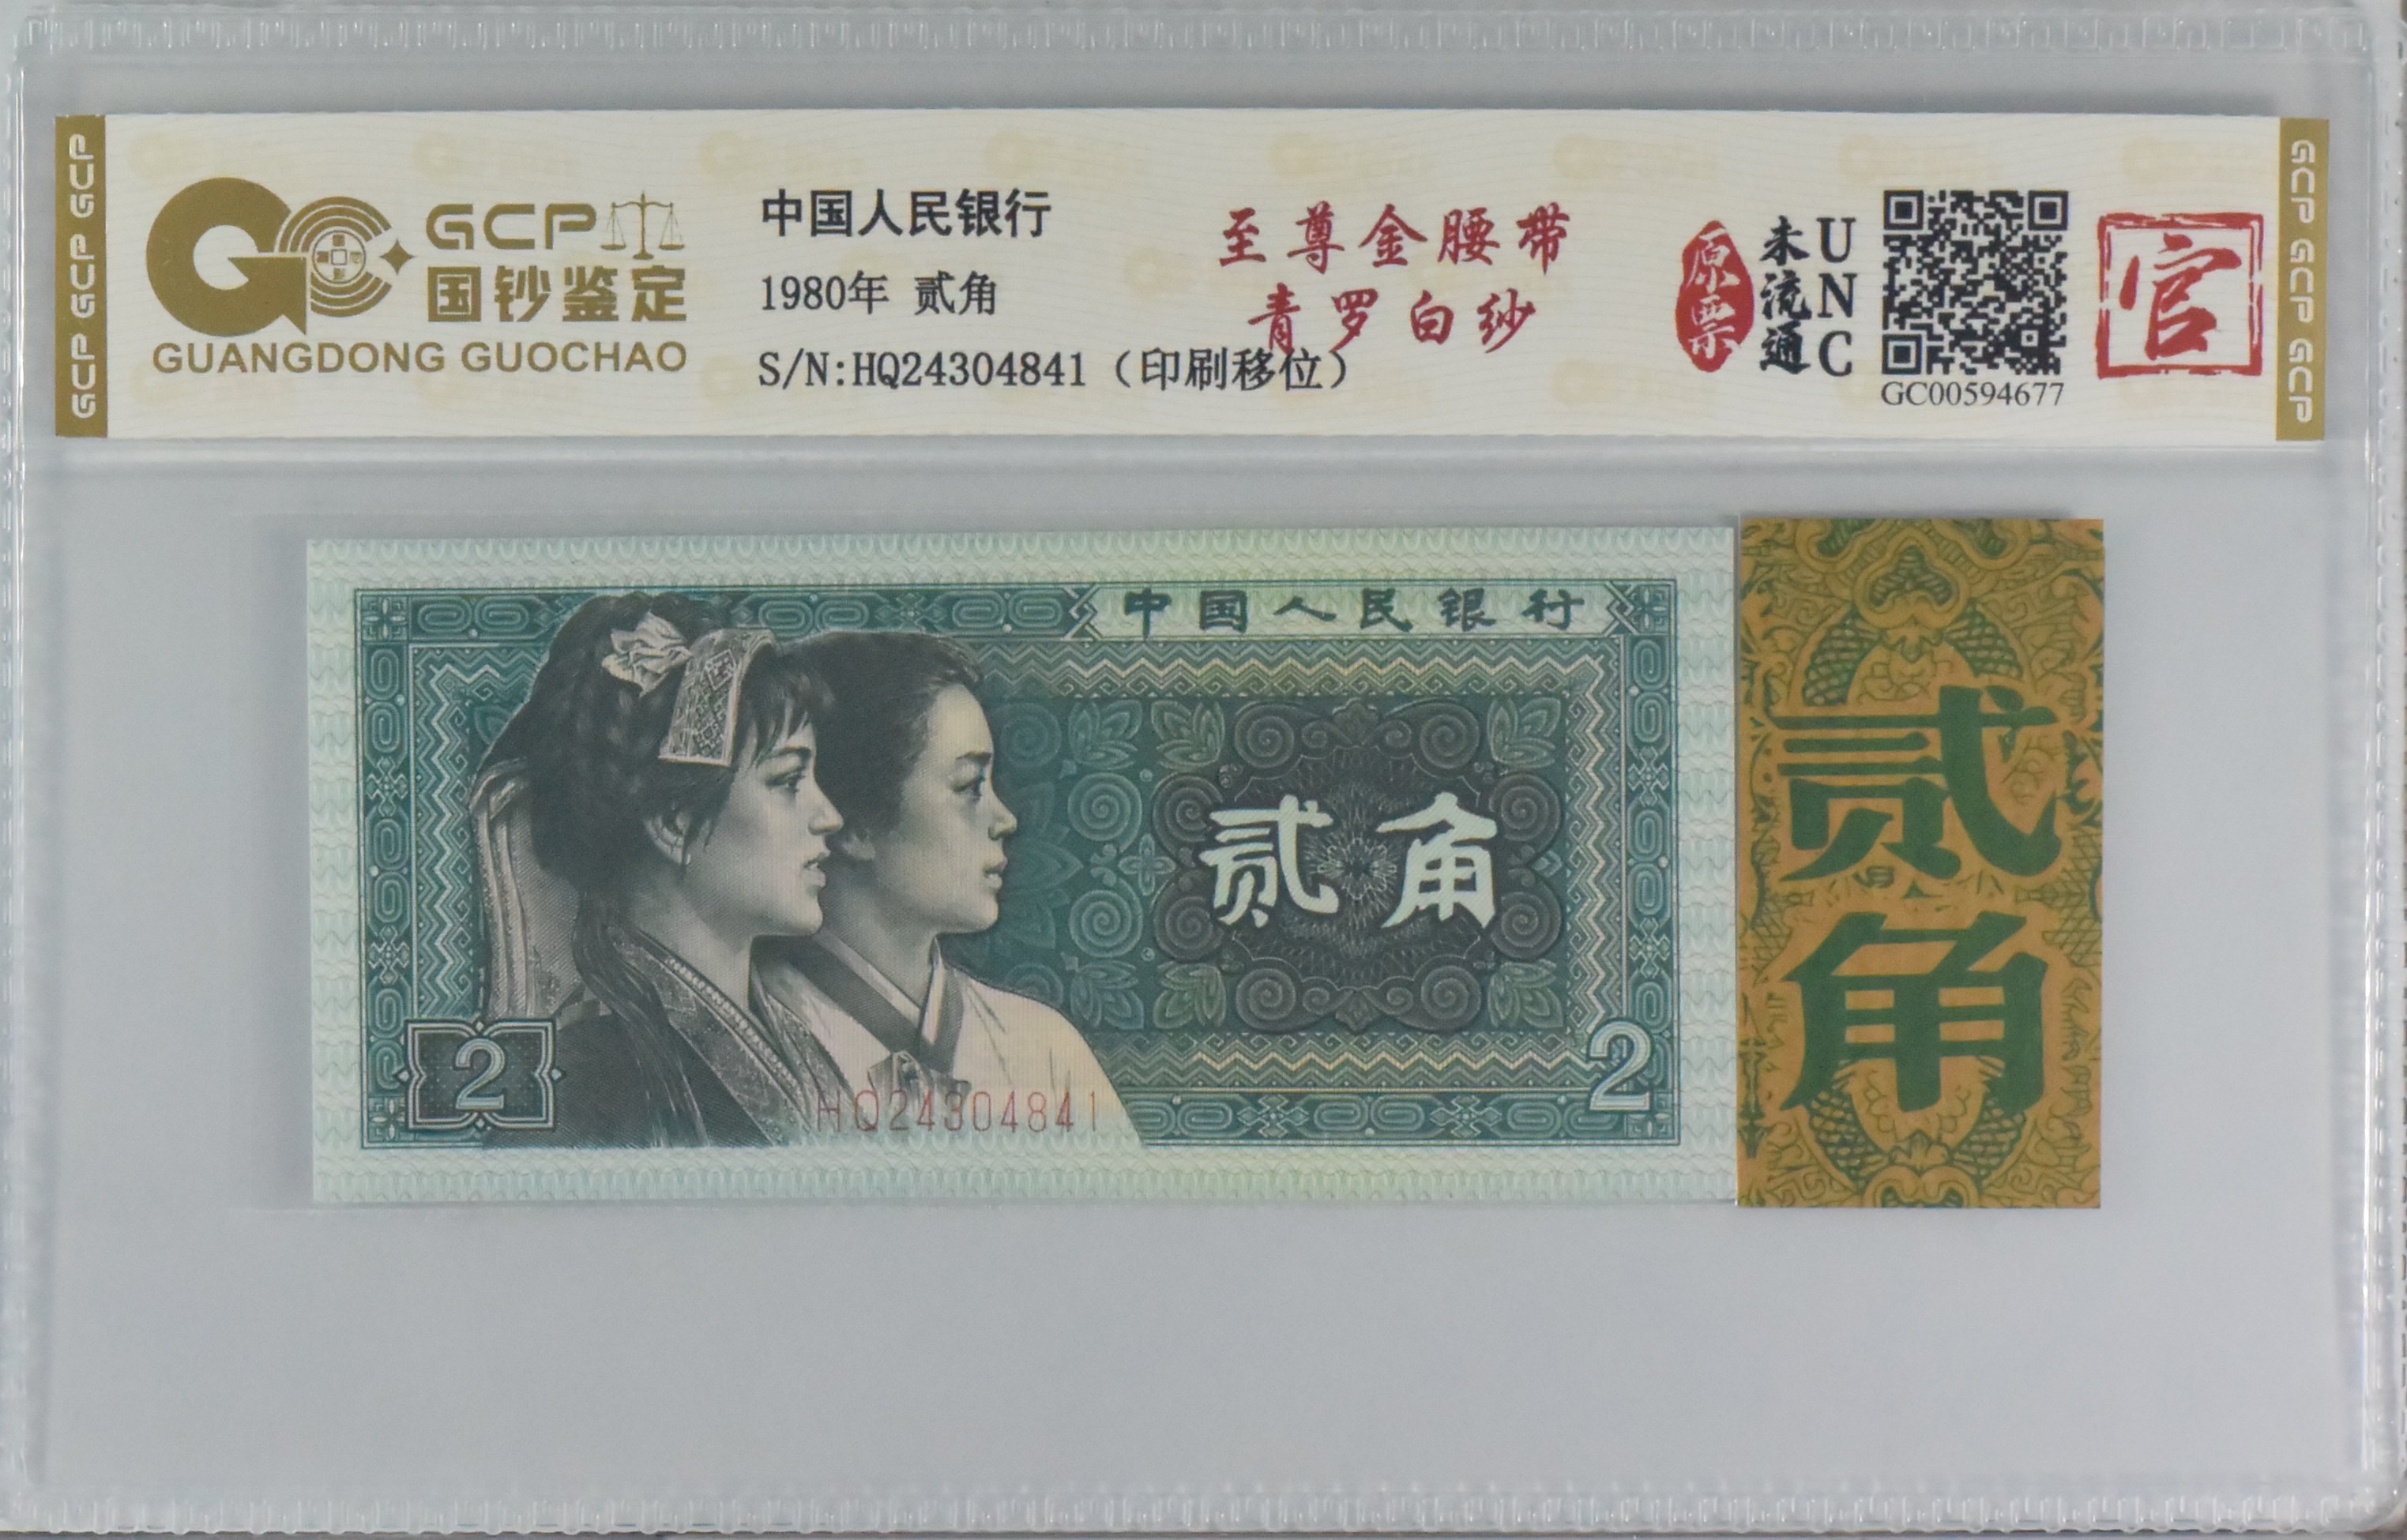 GCP GCP GCP
GCP
国钞鉴定
GUANGDONG GUOCHAO
中国人民银行
1980年 贰角
S/N:HQ24304841（印刷移位）
至尊金腰带
青罗白纱
原票
未流通
UNC
GC00594677
官
GCP GCP GCP
中国人民银行
贰角
2
2
HQ24304841
贰角